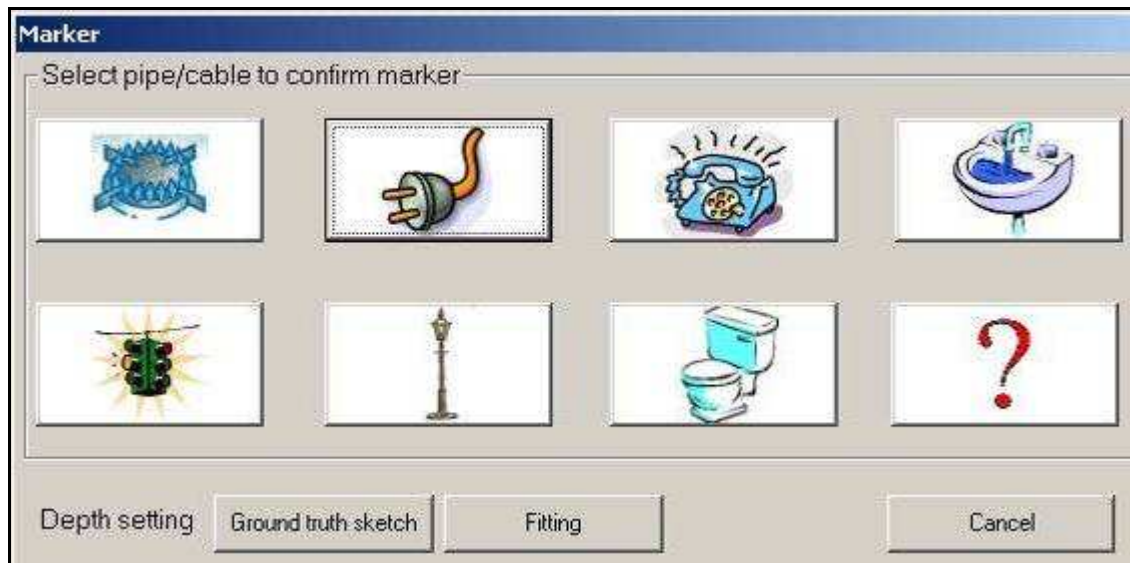 Marker
Select pipe/cable to confirm marker
?
Depth setting Ground truth sketch Fitting Cancel